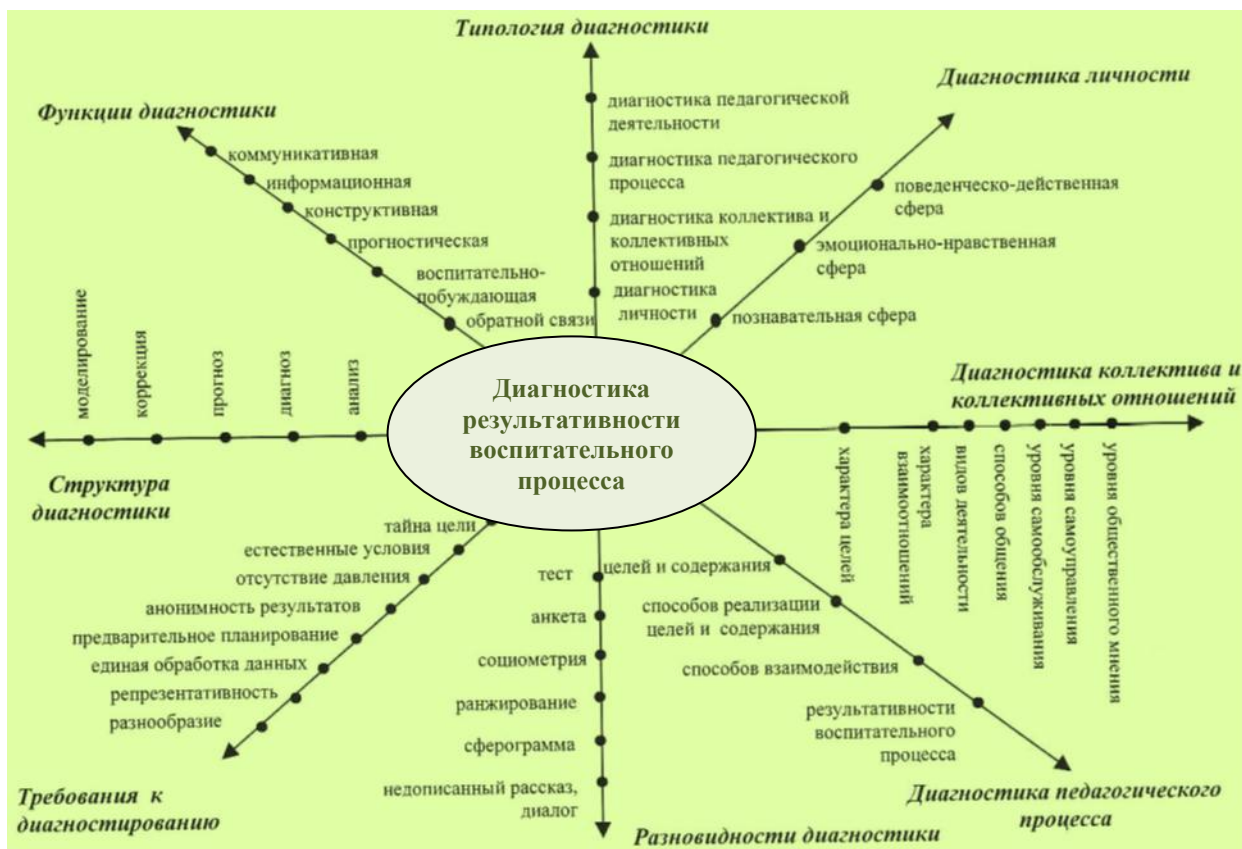 Типология диагностики
диагностика педагогической
деятельности
диагностика педагогического
процесса
диагностика коллектива и
коллективных
отношений
диагностика
личности
Диагностика личности
поведенческо-действенная
сфера
эмоционально-нравственная
сфера
познавательная сфера
Функции диагностики
коммуникативная
информационная
конструктивная
прогностическая
воспитательно-
побуждающая
обратной связи
моделирование
коррекция
прогноз
диагноз
анализ
Структура
диагностики
Диагностика
результативности
воспитательного
процесса
Диагностика коллектива и
коллективных отношений
характера целей
характера
взаимоотношений
видов деятельности
способов общения
уровня самообслуживания
уровня самоуправления
уровня общественного мнения
тайна цели
естественные условия
отсутствие давления
анонимность результатов
предварительное планирование
единая обработка данных
репрезентативность
разнообразие
Требования к
диагностированию
тест
анкета
социометрия
ранжирование
сферограмма
недописанный рассказ,
диалог
Разновидности диагностики
целей и содержания
способов реализации
целей и содержания
способов взаимодействия
результативности
воспитательного
процесса
Диагностика педагогического
процесса